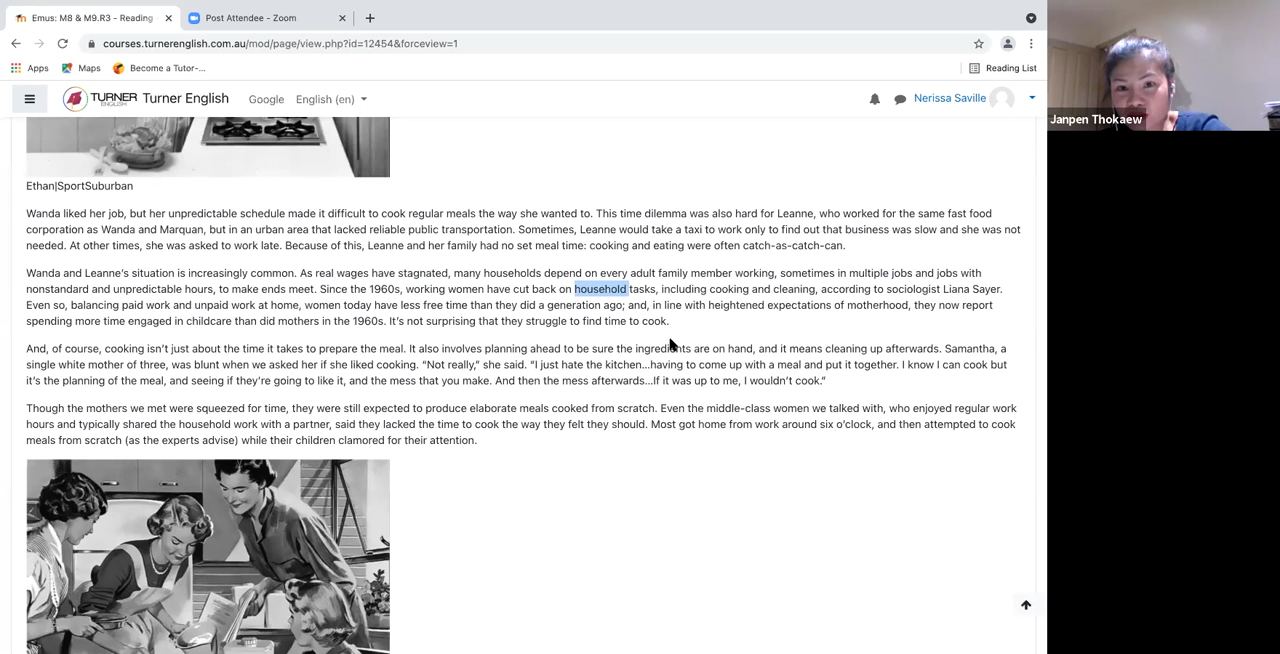 Emus: M8 & M9.R3 - Reading
Post Attendee - Zoom
courses.turnerenglish.com.au/mod/page/view.php?id=12454&forceview=1
Apps Maps Become a Tutor-... Reading List
TURNER ENGLISH Turner English Google English (en) Nerissa Saville
Janpen Thokaew
Ethan|SportSuburban
Wanda liked her job, but her unpredictable schedule made it difficult to cook regular meals the way she wanted to. This time dilemma was also hard for Leanne, who worked for the same fast food
corporation as Wanda and Marquan, but in an urban area that lacked reliable public transportation. Sometimes, Leanne would take a taxi to work only to find out that business was slow and she was not
needed. At other times, she was asked to work late. Because of this, Leanne and her family had no set meal time: cooking and eating were often catch-as-catch-can.
Wanda and Leanne's situation is increasingly common. As real wages have stagnated, many households depend on every adult family member working, sometimes in multiple jobs and jobs with
nonstandard and unpredictable hours, to make ends meet. Since the 1960s, working women have cut back on household tasks, including cooking and cleaning, according to sociologist Liana Sayer.
Even so, balancing paid work and unpaid work at home, women today have less free time than they did a generation ago; and, in line with heightened expectations of motherhood, they now report
spending more time engaged in childcare than did mothers in the 1960s. It's not surprising that they struggle to find time to cook.
And, of course, cooking isn't just about the time it takes to prepare the meal. It also involves planning ahead to be sure the ingredients are on hand, and it means cleaning up afterwards. Samantha, a
single white mother of three, was blunt when we asked her if she liked cooking. “Not really,” she said. “I just hate the kitchen...having to come up with a meal and put it together. I know I can cook but
it's the planning of the meal, and seeing if they're going to like it, and the mess that you make. And then the mess afterwards...If it was up to me, I wouldn't cook.”
Though the mothers we met were squeezed for time, they were still expected to produce elaborate meals cooked from scratch. Even the middle-class women we talked with, who enjoyed regular work
hours and typically shared the household work with a partner, said they lacked the time to cook the way they felt they should. Most got home from work around six o'clock, and then attempted to cook
meals from scratch (as the experts advise) while their children clamored for their attention.